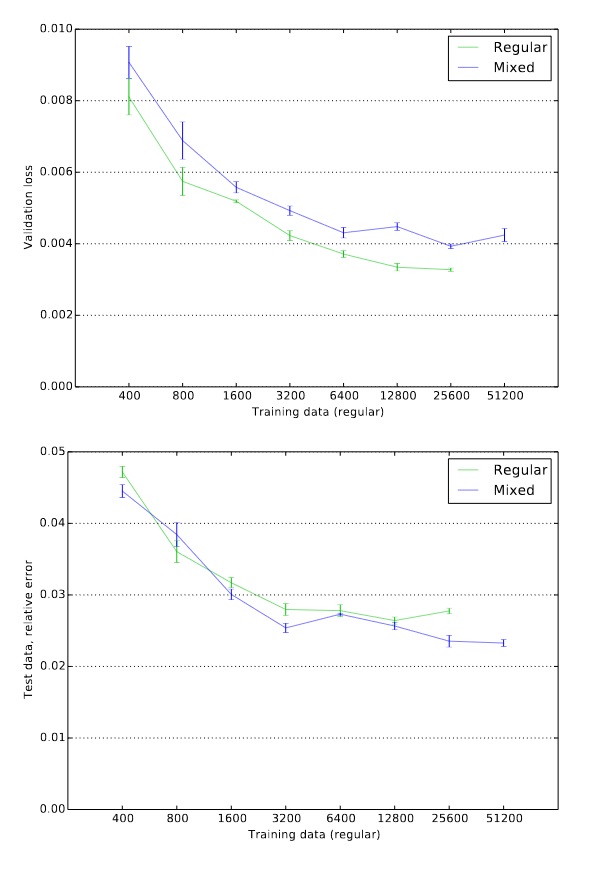 0.010
0.008
0.006
0.004
0.002
0.000
Validation loss
Regular
Mixed
400 800 1600 3200 6400 12800 25600 51200
Training data (regular)
0.05
0.04
0.03
0.02
0.01
0.00
Test data, relative error
Regular
Mixed
400 800 1600 3200 6400 12800 25600 51200
Training data (regular)